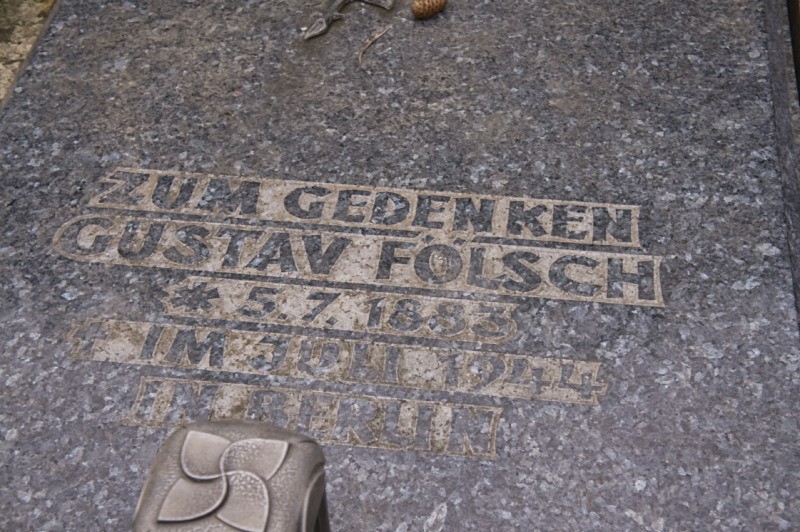 ZUM GEDENKEN
GUSTAV FÖLSCH
* 5.7.1883
† IM JULI 1944
IN BERLIN